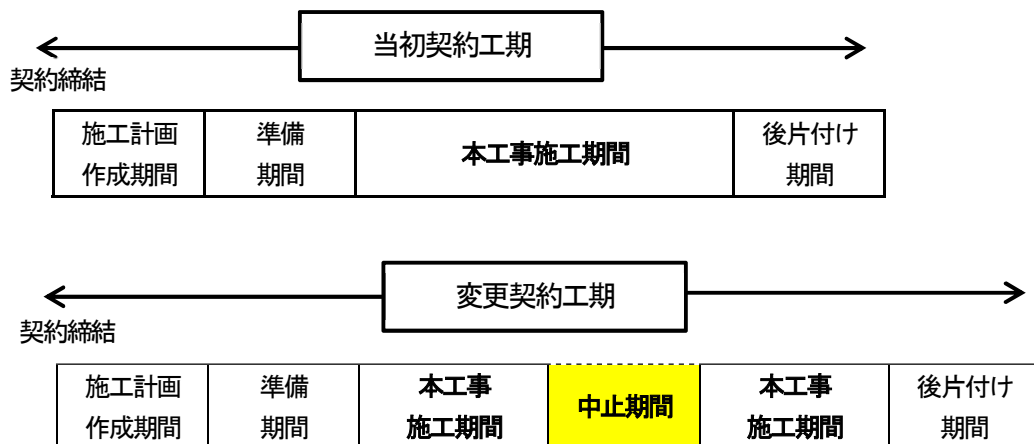 当初契約工期
契約締結
施工計画 準備 本工事施工期間 後片付け
作成期間 期間 期間
変更契約工期
契約締結
施工計画 準備 本工事 中止期間 本工事 後片付け
作成期間 期間 施工期間 施工期間 期間